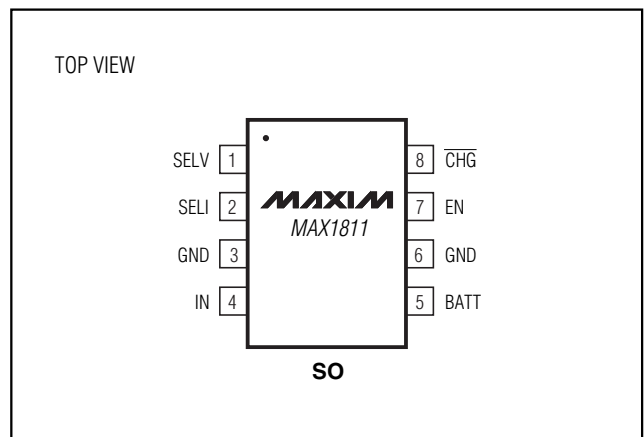 TOP VIEW
SELV 1
SELI 2
GND 3
IN 4
MAXIM
MAX1811
8 CHG
7 EN
6 GND
5 BATT
SO